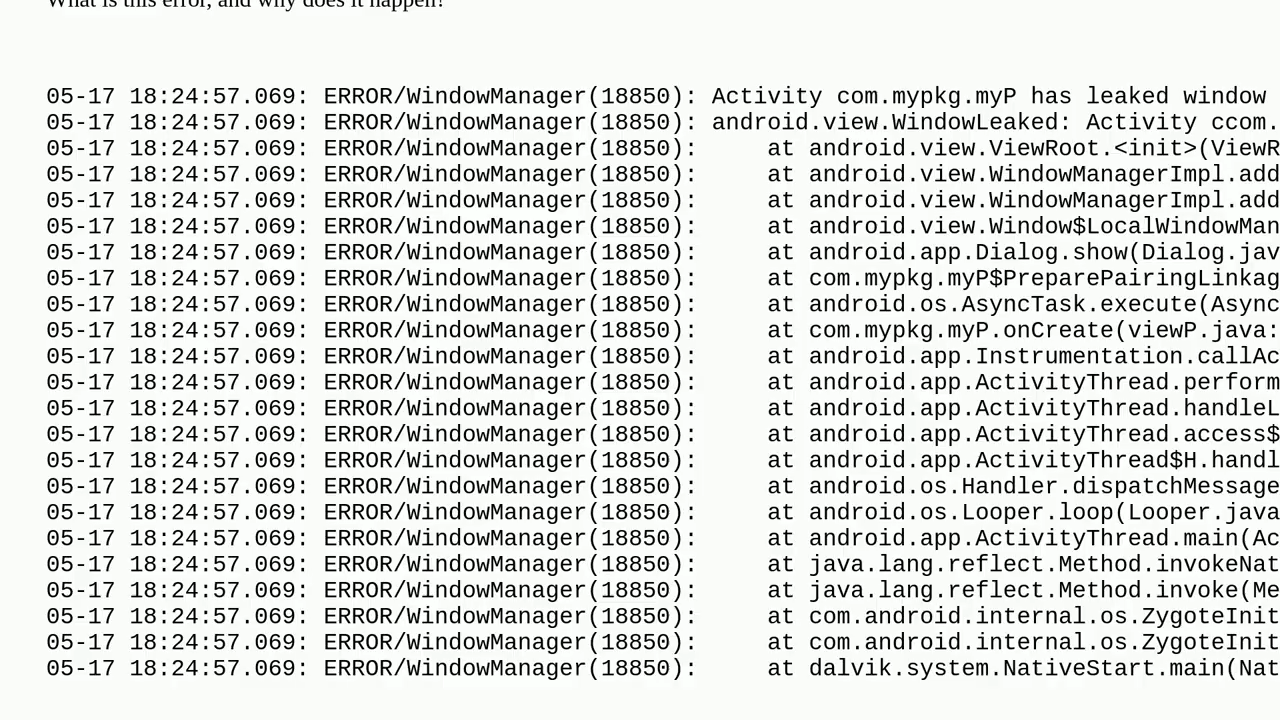 What is this error, and why does it happen?
05-17 18:24:57.069: ERROR/WindowManager(18850): Activity com.mypkg.myP has leaked window
05-17 18:24:57.069: ERROR/WindowManager(18850): android.view.WindowLeaked: Activity ccom.
05-17 18:24:57.069: ERROR/WindowManager(18850):     at android.view.ViewRoot.<init>(ViewR
05-17 18:24:57.069: ERROR/WindowManager(18850):     at android.view.WindowManagerImpl.add
05-17 18:24:57.069: ERROR/WindowManager(18850):     at android.view.WindowManagerImpl.add
05-17 18:24:57.069: ERROR/WindowManager(18850):     at android.view.Window$LocalWindowMan
05-17 18:24:57.069: ERROR/WindowManager(18850):     at android.app.Dialog.show(Dialog.jav
05-17 18:24:57.069: ERROR/WindowManager(18850):     at com.mypkg.myP$PreparePairingLinkag
05-17 18:24:57.069: ERROR/WindowManager(18850):     at android.os.AsyncTask.execute(Async
05-17 18:24:57.069: ERROR/WindowManager(18850):     at com.mypkg.myP.onCreate(viewP.java:
05-17 18:24:57.069: ERROR/WindowManager(18850):     at android.app.Instrumentation.callAc
05-17 18:24:57.069: ERROR/WindowManager(18850):     at android.app.ActivityThread.perform
05-17 18:24:57.069: ERROR/WindowManager(18850):     at android.app.ActivityThread.handleL
05-17 18:24:57.069: ERROR/WindowManager(18850):     at android.app.ActivityThread.access$
05-17 18:24:57.069: ERROR/WindowManager(18850):     at android.app.ActivityThread$H.handl
05-17 18:24:57.069: ERROR/WindowManager(18850):     at android.os.Handler.dispatchMessage
05-17 18:24:57.069: ERROR/WindowManager(18850):     at android.os.Looper.loop(Looper.java
05-17 18:24:57.069: ERROR/WindowManager(18850):     at android.app.ActivityThread.main(Ac
05-17 18:24:57.069: ERROR/WindowManager(18850):     at java.lang.reflect.Method.invokeNat
05-17 18:24:57.069: ERROR/WindowManager(18850):     at java.lang.reflect.Method.invoke(Me
05-17 18:24:57.069: ERROR/WindowManager(18850):     at com.android.internal.os.ZygoteInit
05-17 18:24:57.069: ERROR/WindowManager(18850):     at com.android.internal.os.ZygoteInit
05-17 18:24:57.069: ERROR/WindowManager(18850):     at dalvik.system.NativeStart.main(Nat